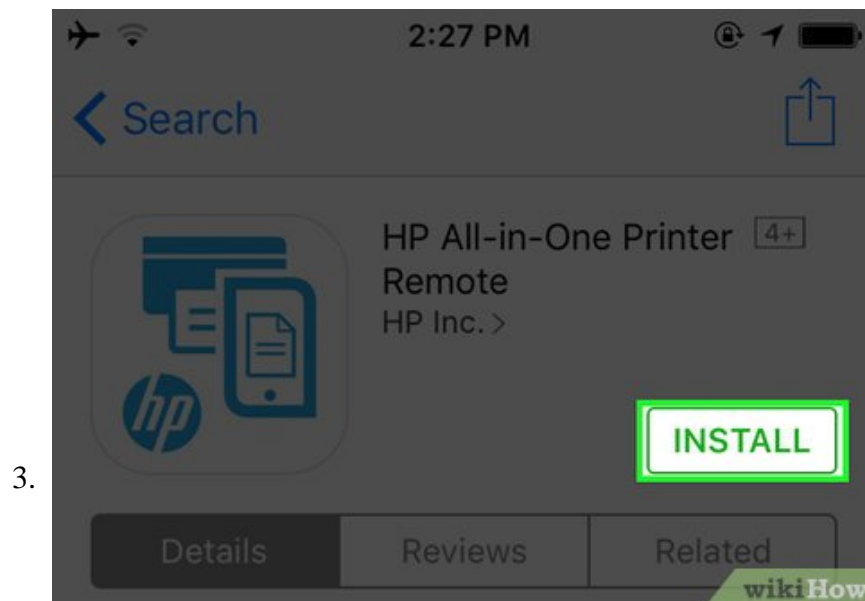 2:27 PM
Search
HP All-in-One Printer 4+
Remote
HP Inc. >
hp
INSTALL
3.
Details Reviews Related
wikiHow